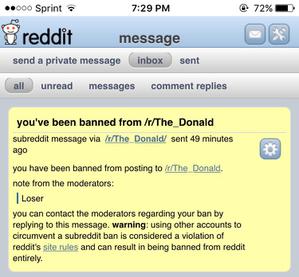 Sprint 7:29 PM 72%
reddit message
send a private message inbox sent
all unread messages comment replies
you've been banned from /r/The_Donald
subreddit message via /r/The_Donald/ sent 49 minutes
ago
you have been banned from posting to /r/The_Donald.
note from the moderators:
Loser
you can contact the moderators regarding your ban by
replying to this message. warning: using other accounts to
circumvent a subreddit ban is considered a violation of
reddit's site rules and can result in being banned from reddit
entirely.